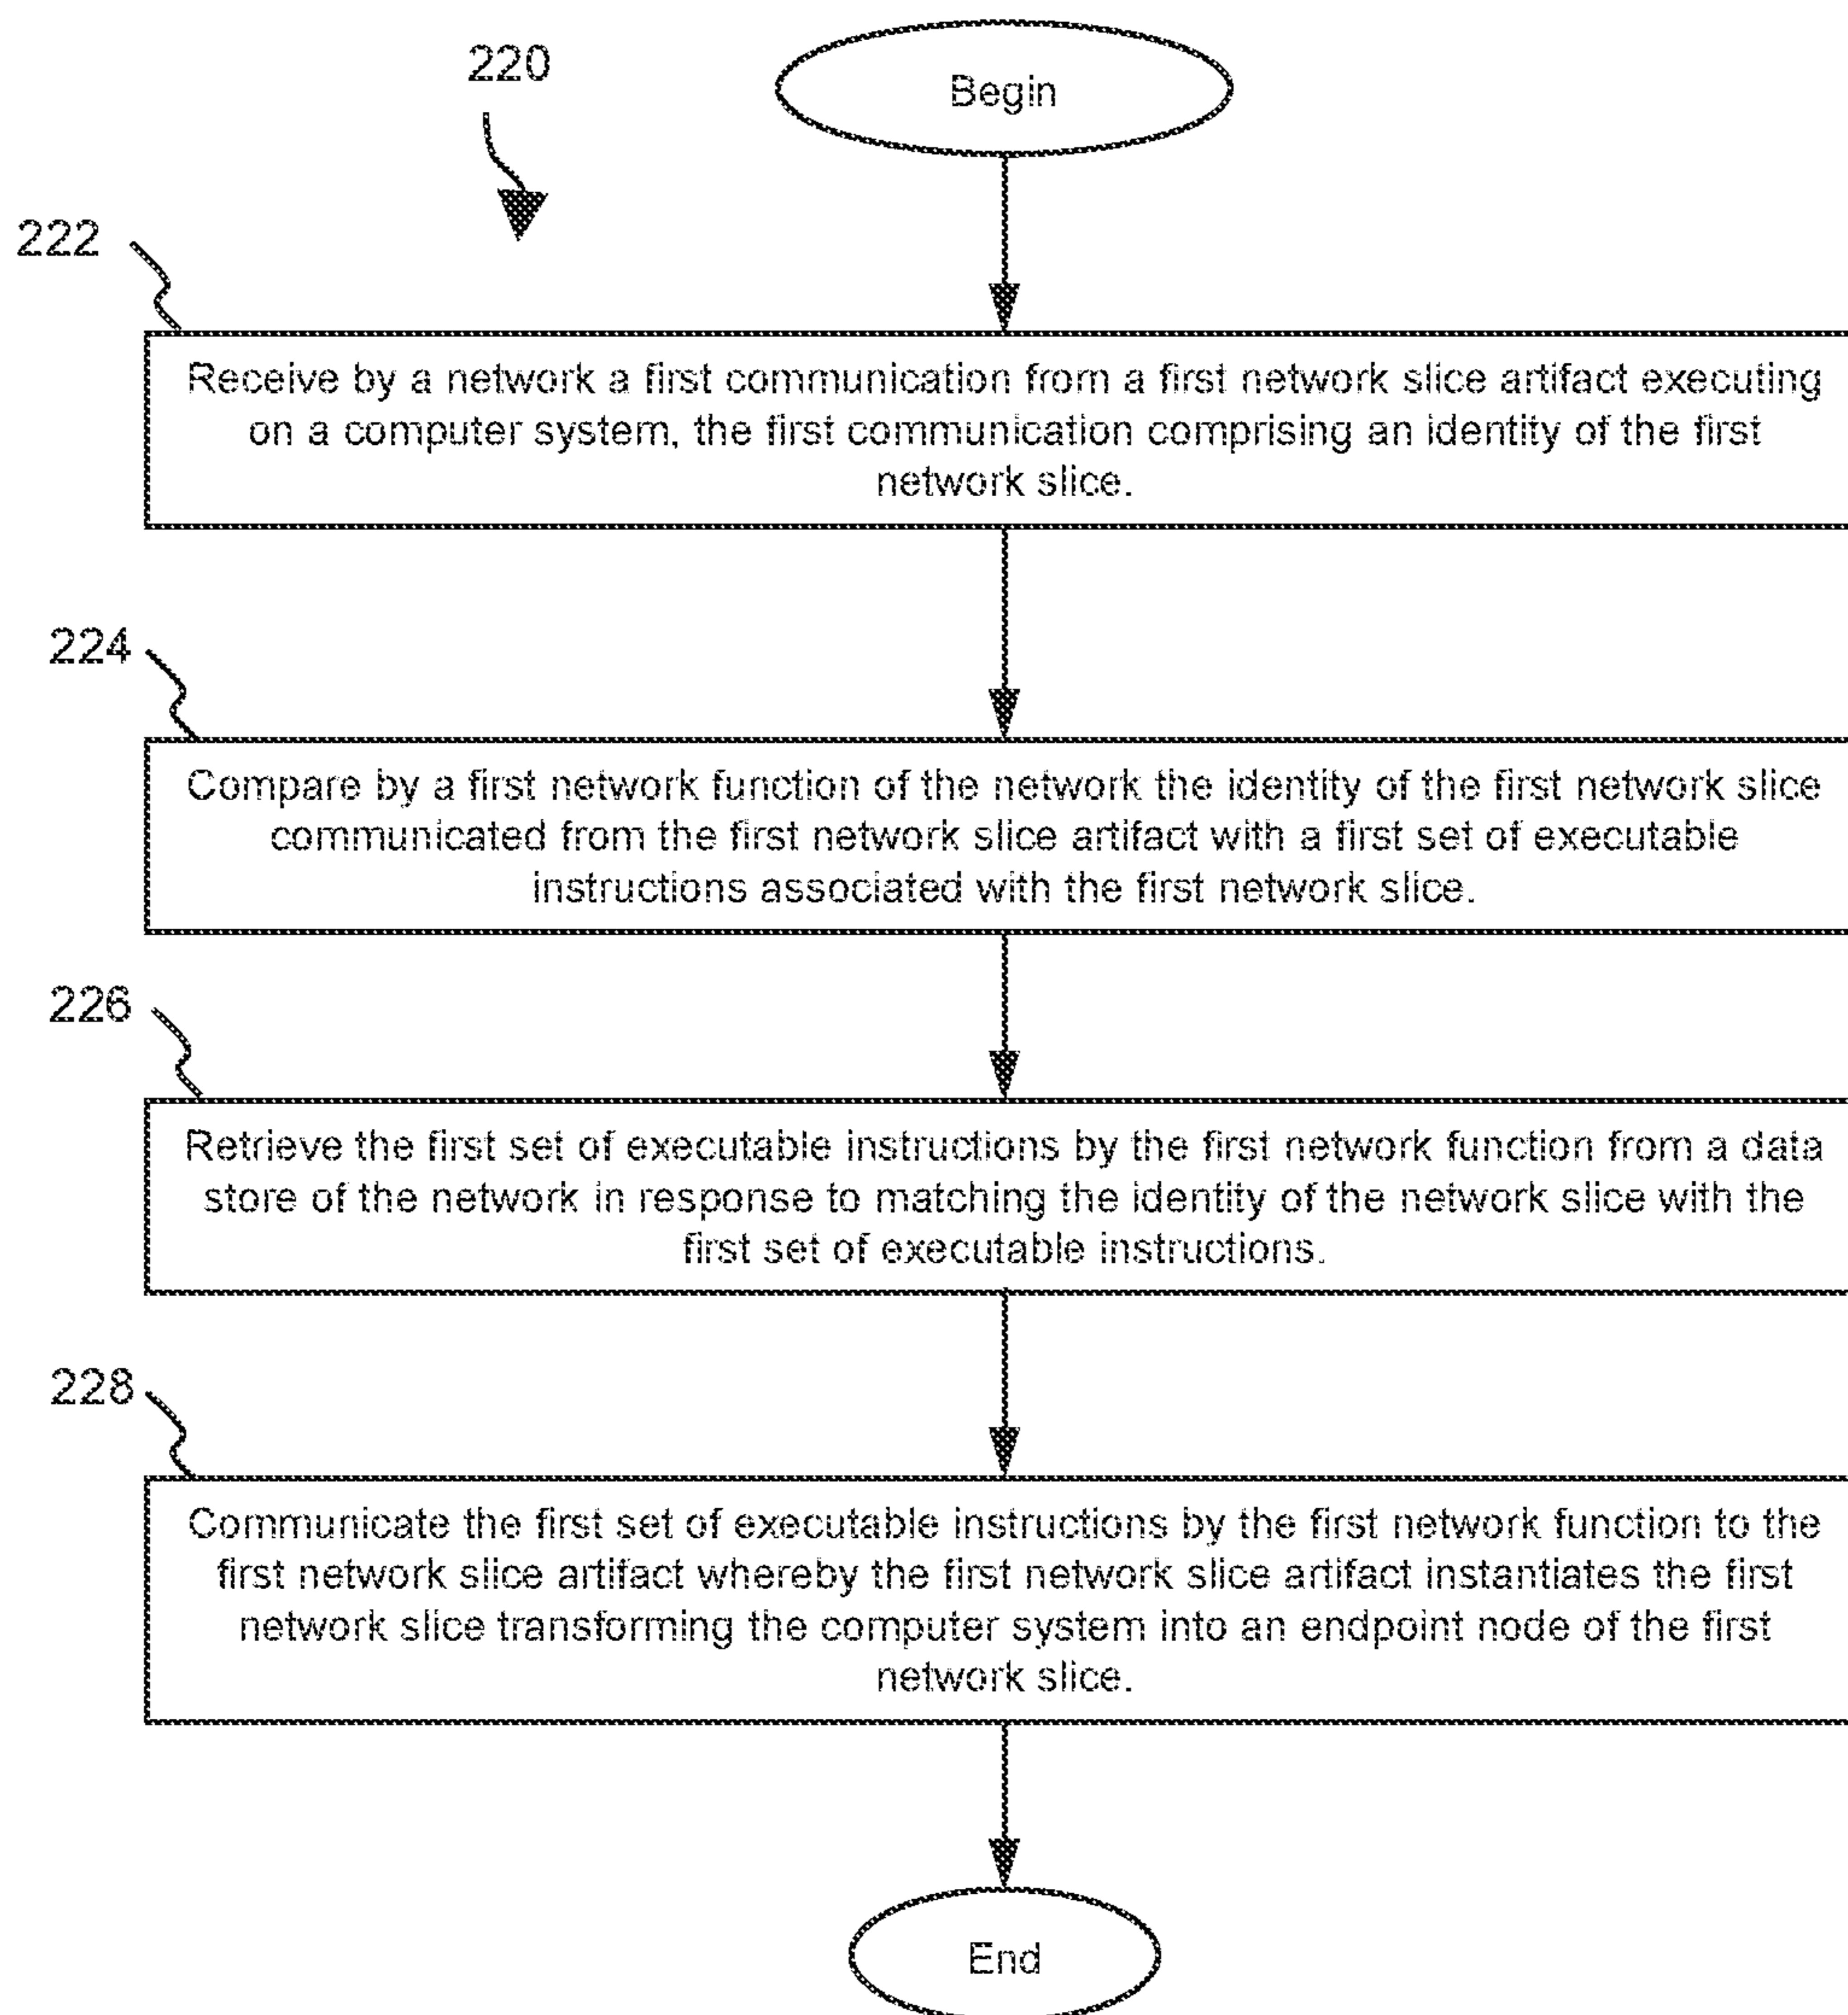 220
Begin
222
Receive by a network a first communication from a first network slice artifact executing
on a computer system, the first communication comprising an identity of the first
network slice.
224
Compare by a first network function of the network the identity of the first network slice
communicated from the first network slice artifact with a first set of executable
instructions associated with the first network slice.
226
Retrieve the first set of executable instructions by the first network function from a data
store of the network in response to matching the identity of the network slice with the
first set of executable instructions.
228
Communicate the first set of executable instructions by the first network function to the
first network slice artifact whereby the first network slice artifact instantiates the first
network slice transforming the computer system into an endpoint node of the first
network slice.
End